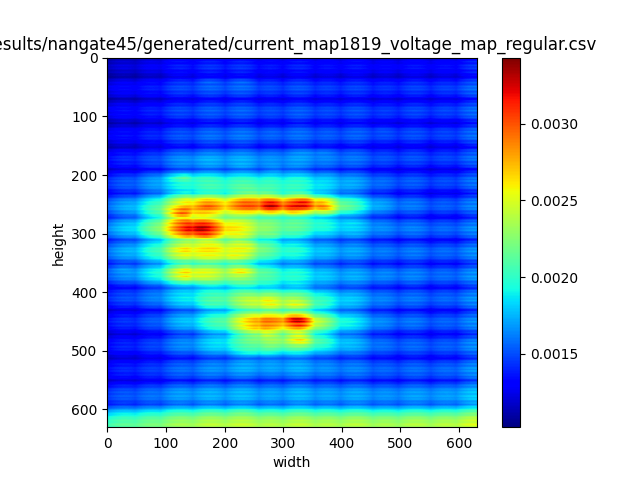 esults/nangate45/generated/current_map1819_voltage_map_regular.csv
0
100
200
300
400
500
600
height
0 100 200 300 400 500 600
width
0.0030
0.0025
0.0020
0.0015